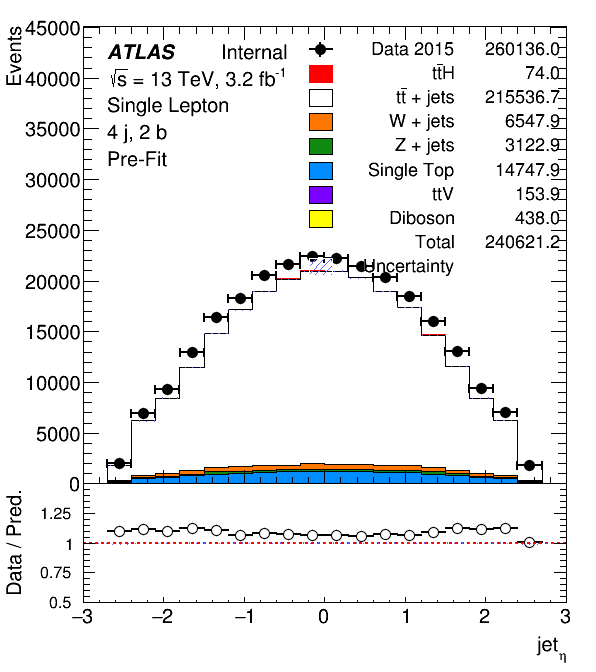 Events
45000
40000
35000
30000
25000
20000
15000
10000
5000
0
ATLAS Internal
√s = 13 TeV, 3.2 fb⁻¹
Single Lepton
4 j, 2 b
Pre-Fit
Data 2015 260136.0
tt̄H 74.0
tt̄ + jets 215536.7
W + jets 6547.9
Z + jets 3122.9
Single Top 14747.9
ttV 153.9
Diboson 438.0
Total 240621.2
Uncertainty
Data / Pred.
1.25
1
0.75
0.5
−3 −2 −1 0 1 2 3
jet_η